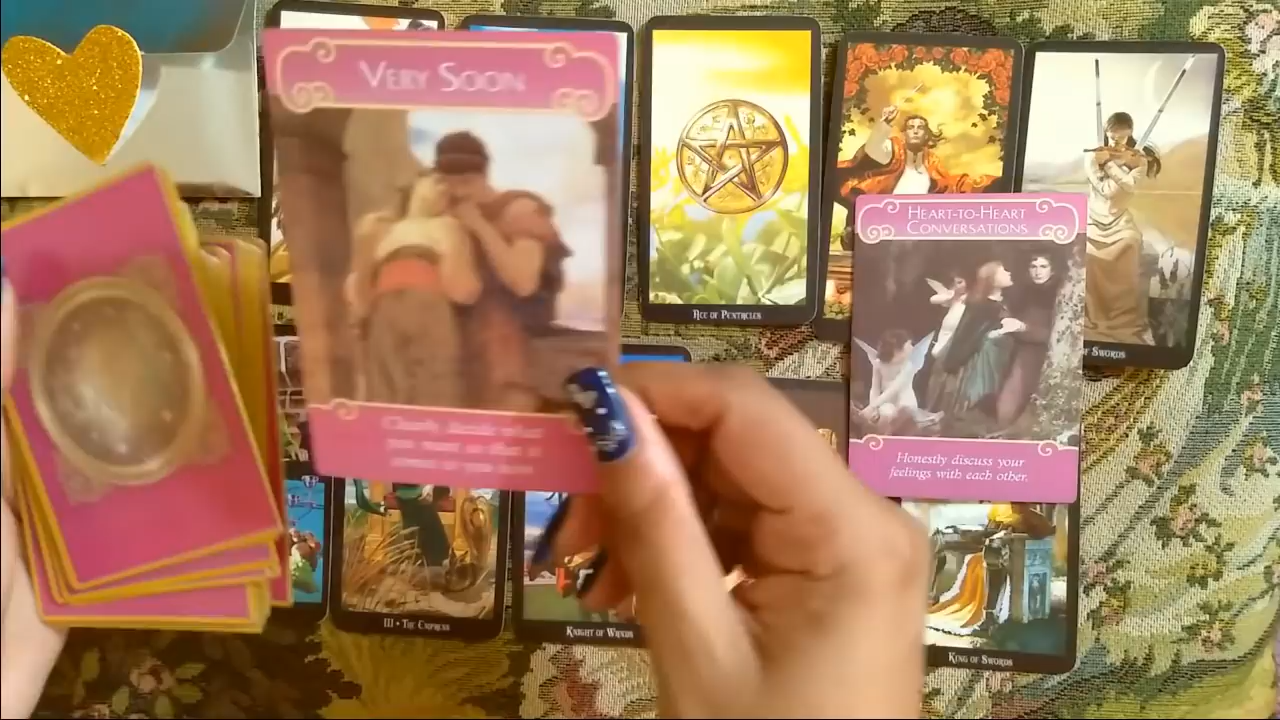 VERY SOON
ACE OF PENTACLES
OF SWORDS
HEART-TO-HEART
CONVERSATIONS
Honestly discuss your
feelings with each other.
III • THE EMPRESS
KNIGHT OF WANDS
KING OF SWORDS